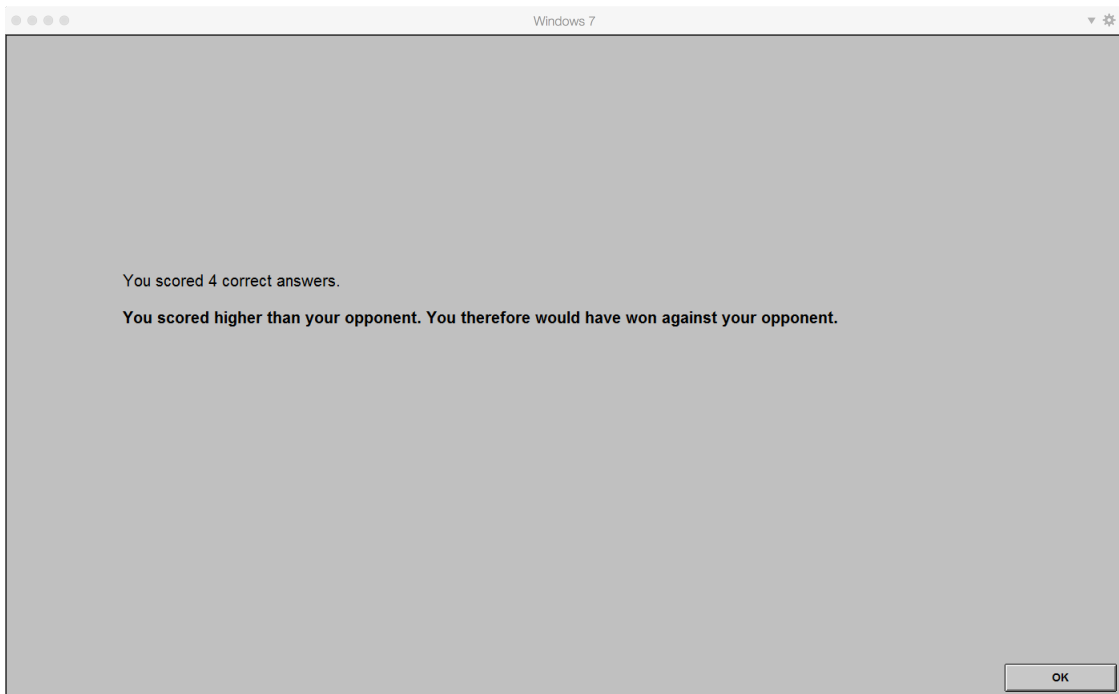 Windows 7
You scored 4 correct answers.
You scored higher than your opponent. You therefore would have won against your opponent.
OK